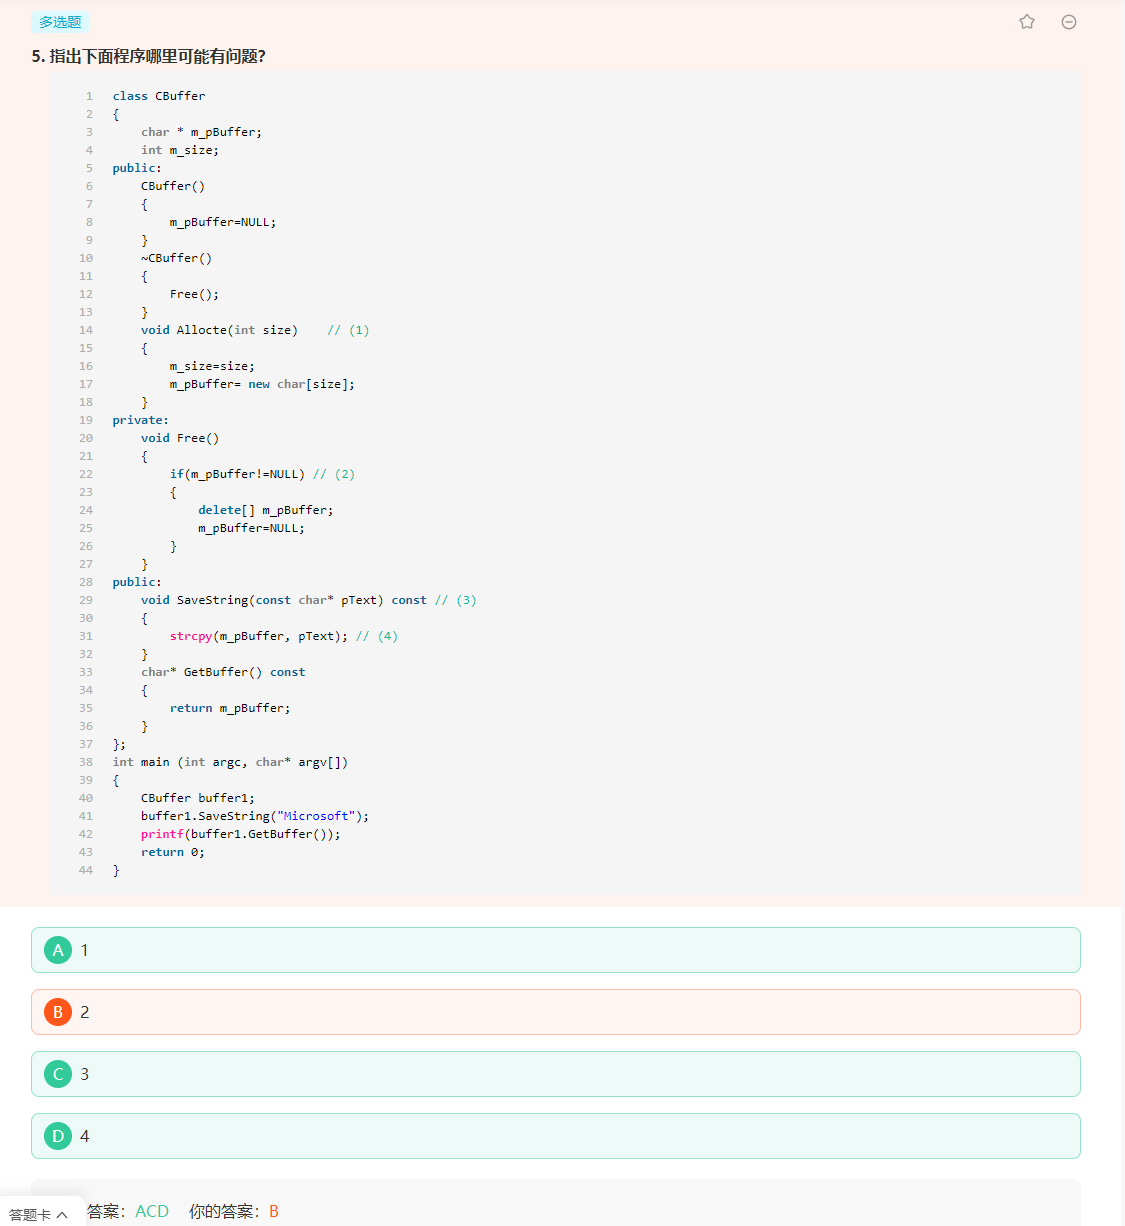 多选题
5. 指出下面程序哪里可能有问题?
1 class CBuffer
2 {
3     char * m_pBuffer;
4     int m_size;
5 public:
6     CBuffer()
7     {
8         m_pBuffer=NULL;
9     }
10     ~CBuffer()
11     {
12         Free();
13     }
14     void Allocte(int size)    // (1)
15     {
16         m_size=size;
17         m_pBuffer= new char[size];
18     }
19 private:
20     void Free()
21     {
22         if(m_pBuffer!=NULL) // (2)
23         {
24             delete[] m_pBuffer;
25             m_pBuffer=NULL;
26         }
27     }
28 public:
29     void SaveString(const char* pText) const // (3)
30     {
31         strcpy(m_pBuffer, pText); // (4)
32     }
33     char* GetBuffer() const
34     {
35         return m_pBuffer;
36     }
37 };
38 int main (int argc, char* argv[])
39 {
40     CBuffer buffer1;
41     buffer1.SaveString("Microsoft");
42     printf(buffer1.GetBuffer());
43     return 0;
44 }
A 1
B 2
C 3
D 4
答案：ACD 你的答案：B
答题卡